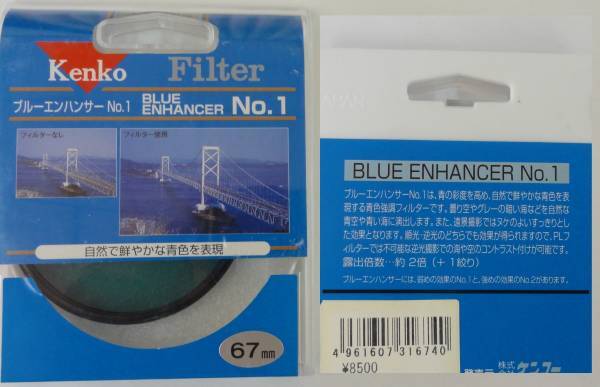 Kenko
Filter
ブルーエンハンサー No.1
BLUE
ENHANCER No.1
フィルターなし
フィルター使用
自然で鮮やかな青色を表現
67mm
BLUE ENHANCER No.1
ブルーエンハンサーNo.1は、青の彩度を高め、自然で鮮やかな青色を表
現する青色強調フィルターです。曇り空やグレーの暗い海などを自然な
青空や青い海に演出します。また、遠景撮影ではヌケのよいすっきりとし
た効果となります。順光・逆光のどちらでも効果が得られますので、PLフ
ィルターでは不可能な逆光撮影での海や空のコントラスト付けが可能です。
露出倍数…約2倍(+1絞り)
ブルーエンハンサーには、弱めの効果のNo.1と、強めの効果のNo.2があります。
4961607316740
¥8500
発売元 株式会社ケンコー